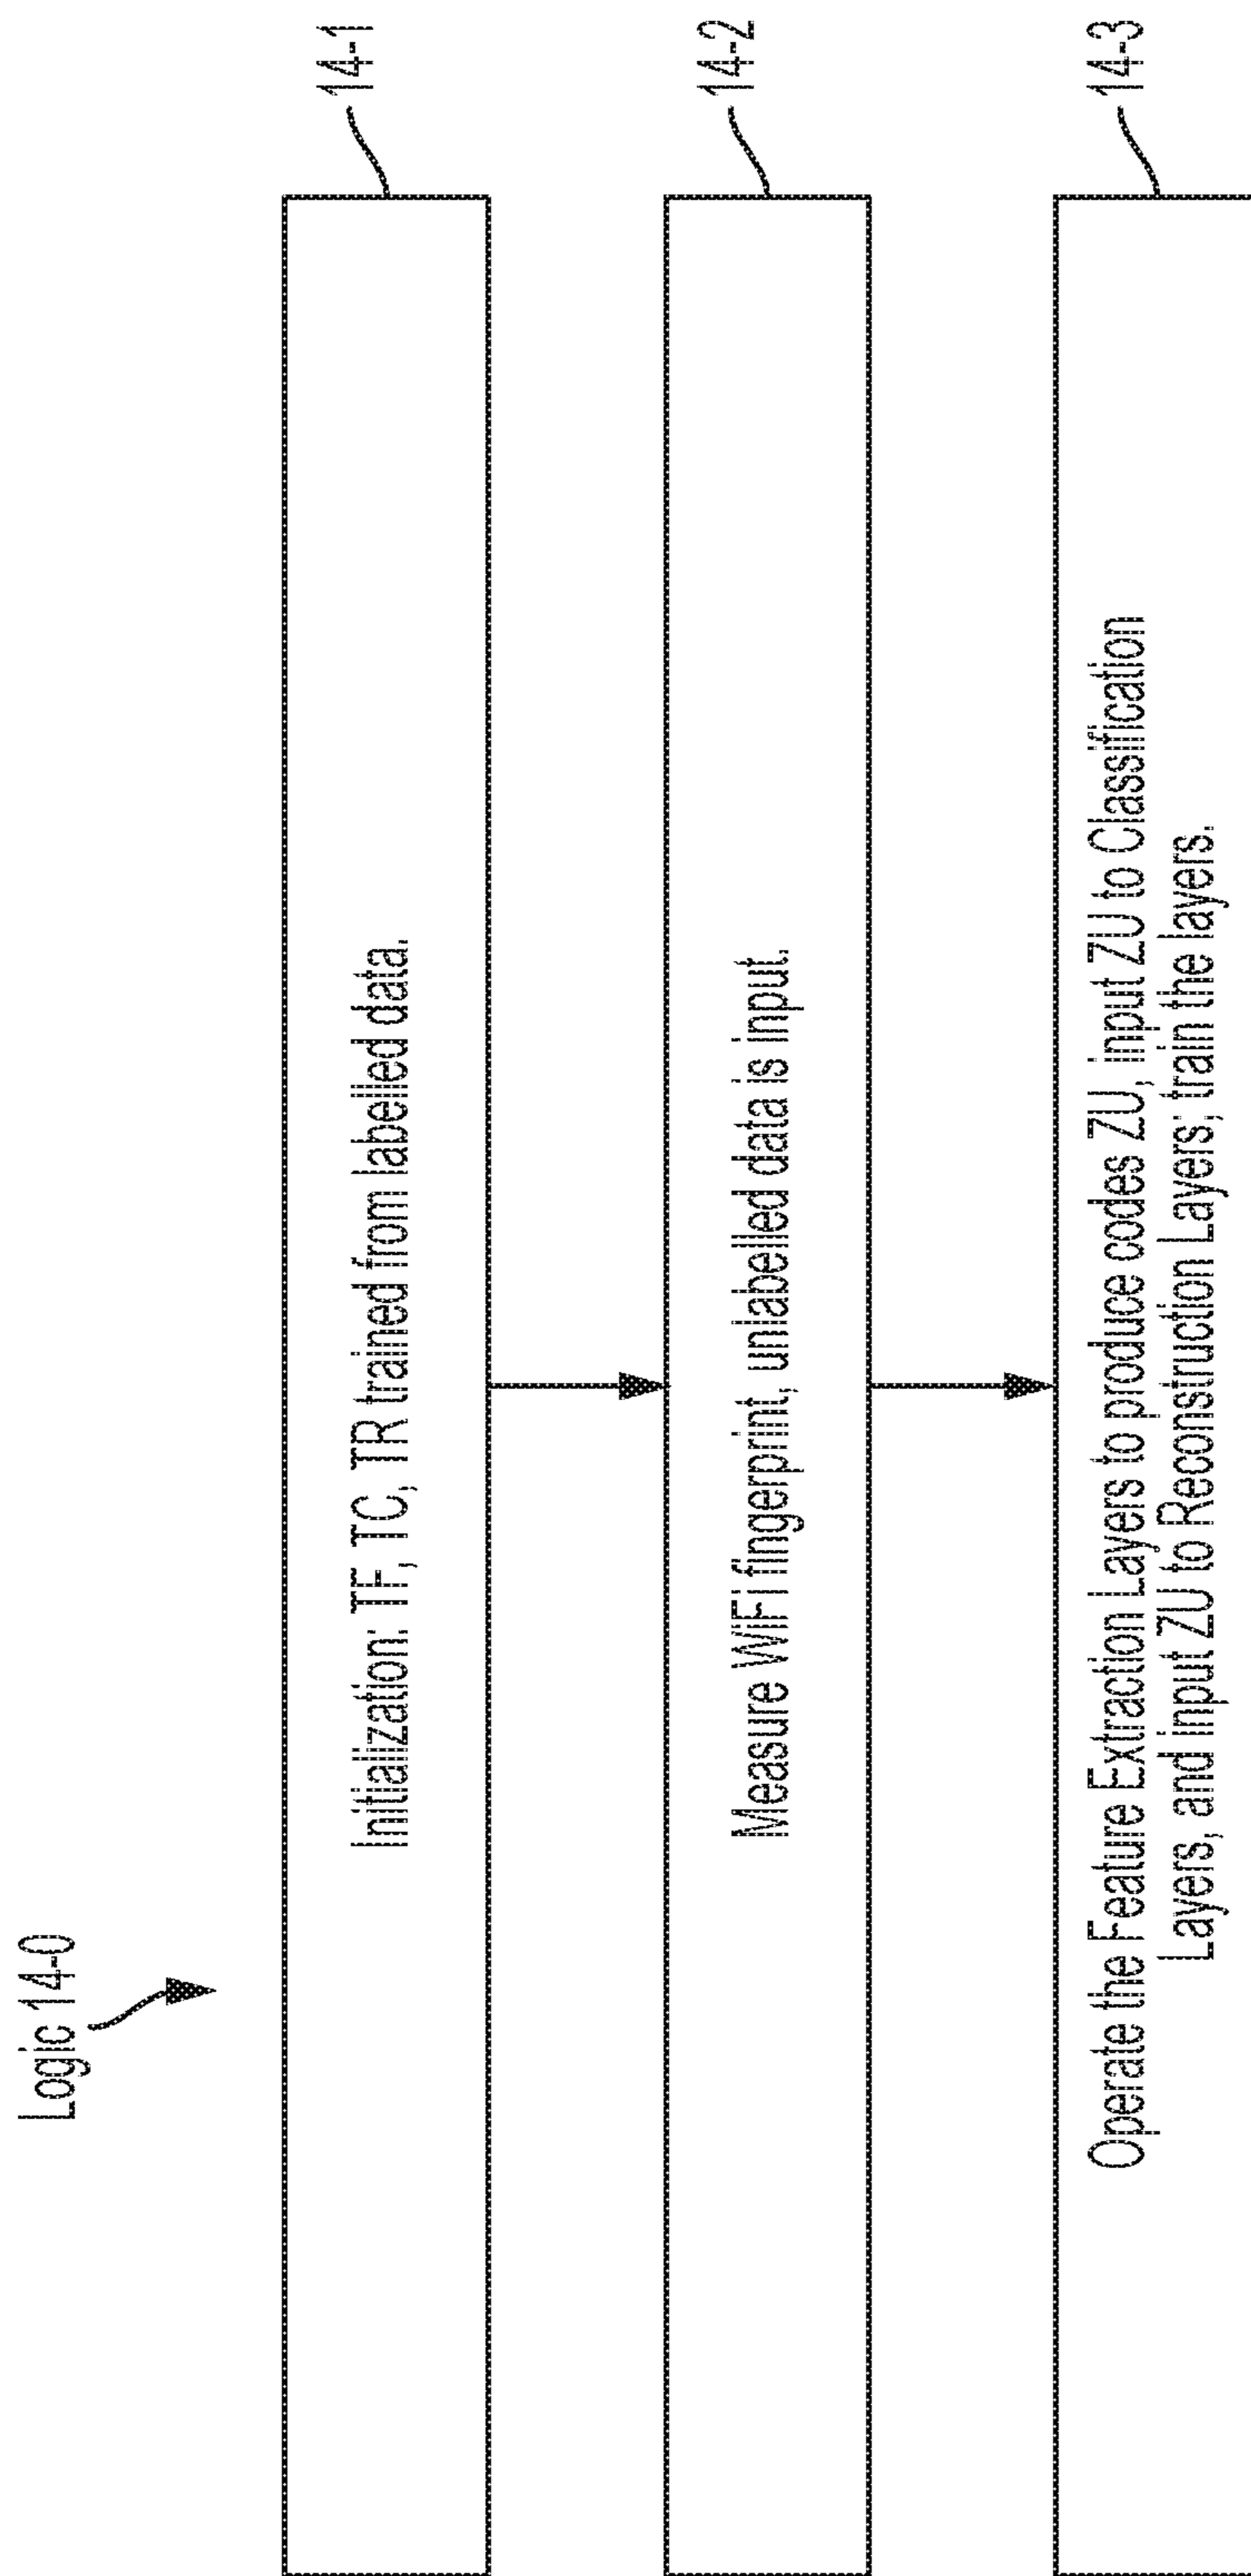 Logic 14-0
14-1
Initialization: TF, TC, TR trained from labelled data.
14-2
Measure WiFi fingerprint, unlabelled data is input.
14-3
Operate the Feature Extraction Layers to produce codes ZU, input ZU to Classification
Layers, and input ZU to Reconstruction Layers; train the layers.